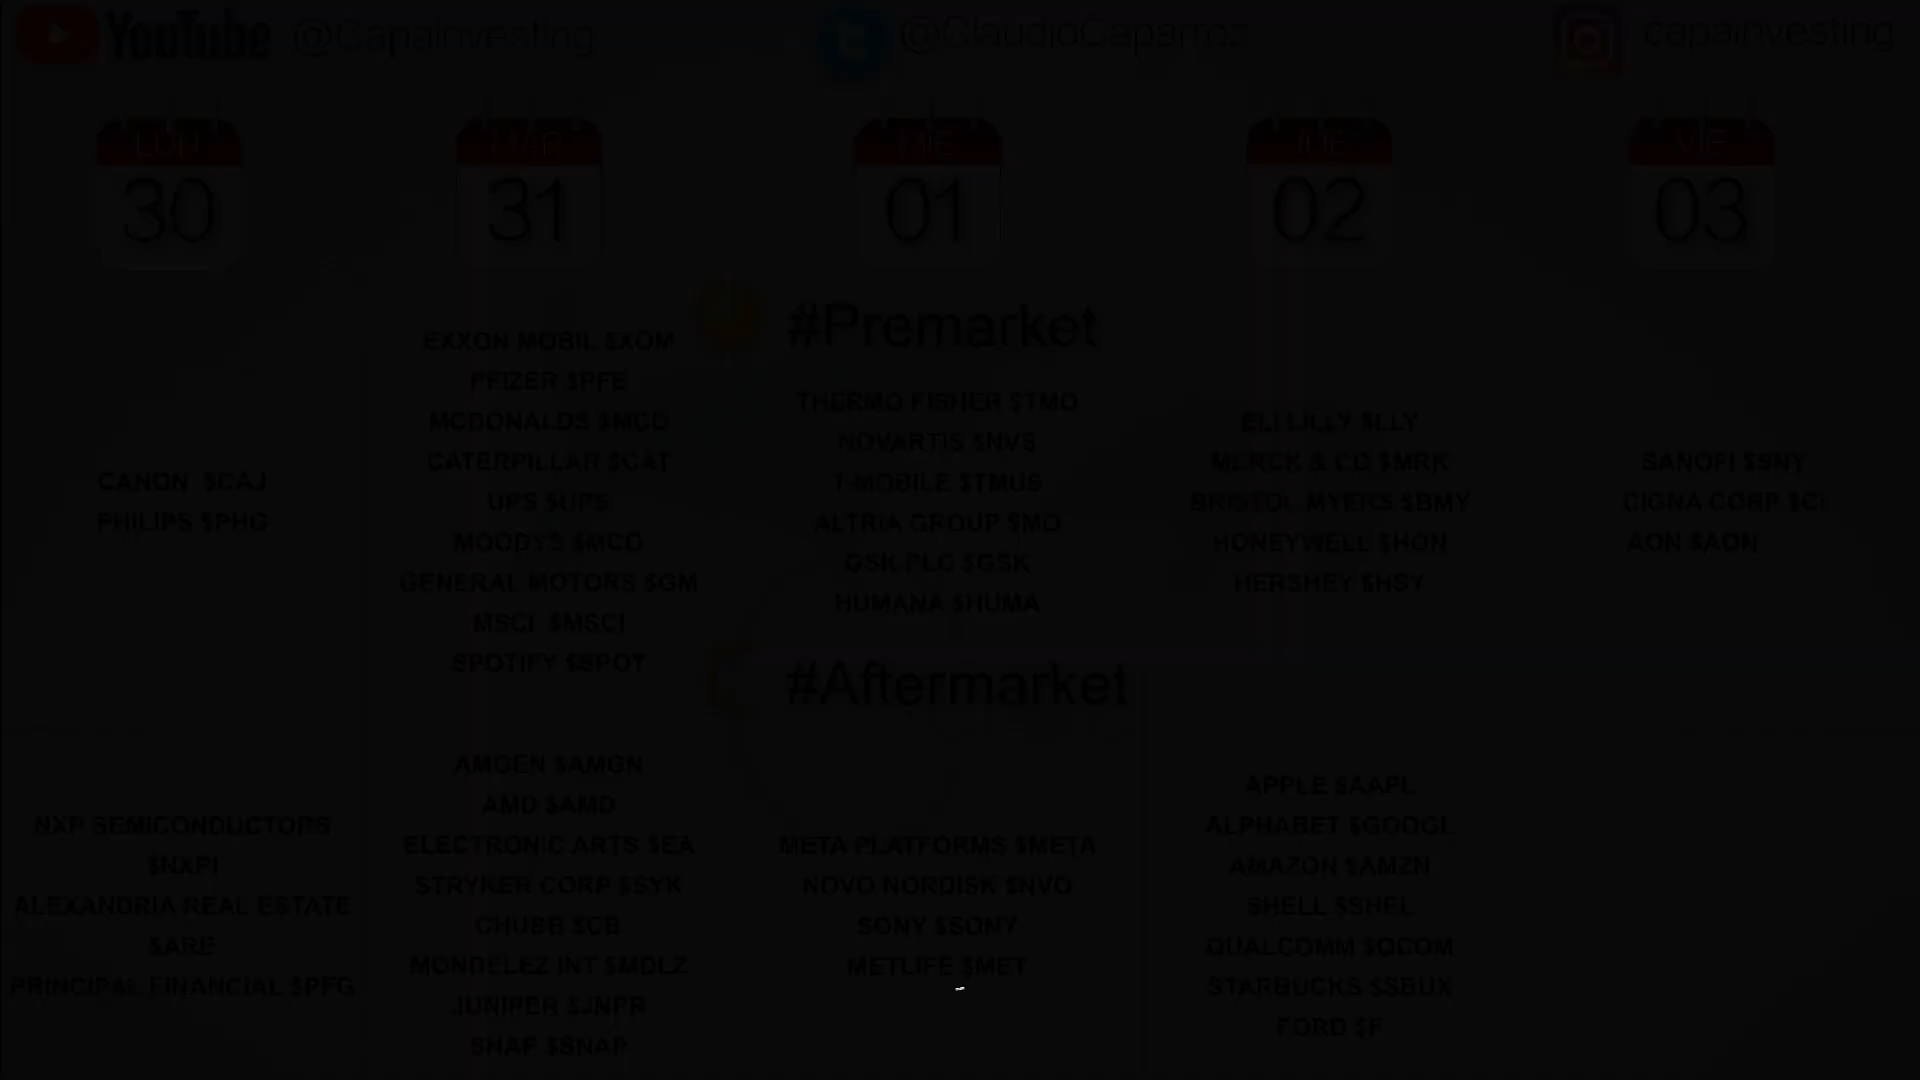 YouTube @Capainvesting
@ClaudioCaparroz
capainvesting
LUN
30
MAR
31
MIE
01
JUE
02
VIE
03
#Premarket
CANON $CAJ
PHILIPS $PHG
EXXON MOBIL $XOM
PFIZER $PFE
MCDONALDS $MCD
CATERPILLAR $CAT
UPS $UPS
MOODYS $MCO
GENERAL MOTORS $GM
MSCI $MSCI
SPOTIFY $SPOT
THERMO FISHER $TMO
NOVARTIS $NVS
T-MOBILE $TMUS
ALTRIA GROUP $MO
GSK PLC $GSK
HUMANA $HUMA
ELI LILLY $LLY
MERCK & CO $MRK
BRISTOL MYERS $BMY
HONEYWELL $HON
HERSHEY $HSY
SANOFI $SNY
CIGNA CORP $CI
AON $AON
#Aftermarket
NXP SEMICONDUCTORS
$NXPI
ALEXANDRIA REAL ESTATE
$ARE
PRINCIPAL FINANCIAL $PFG
AMGEN $AMGN
AMD $AMD
ELECTRONIC ARTS $EA
STRYKER CORP $SYK
CHUBB $CB
MONDELEZ INT $MDLZ
JUNIPER $JNPR
SNAP $SNAP
META PLATFORMS $META
NOVO NORDISK $NVO
SONY $SONY
METLIFE $MET
APPLE $AAPL
ALPHABET $GOOGL
AMAZON $AMZN
SHELL $SHEL
QUALCOMM $QCOM
STARBUCKS $SBUX
FORD $F